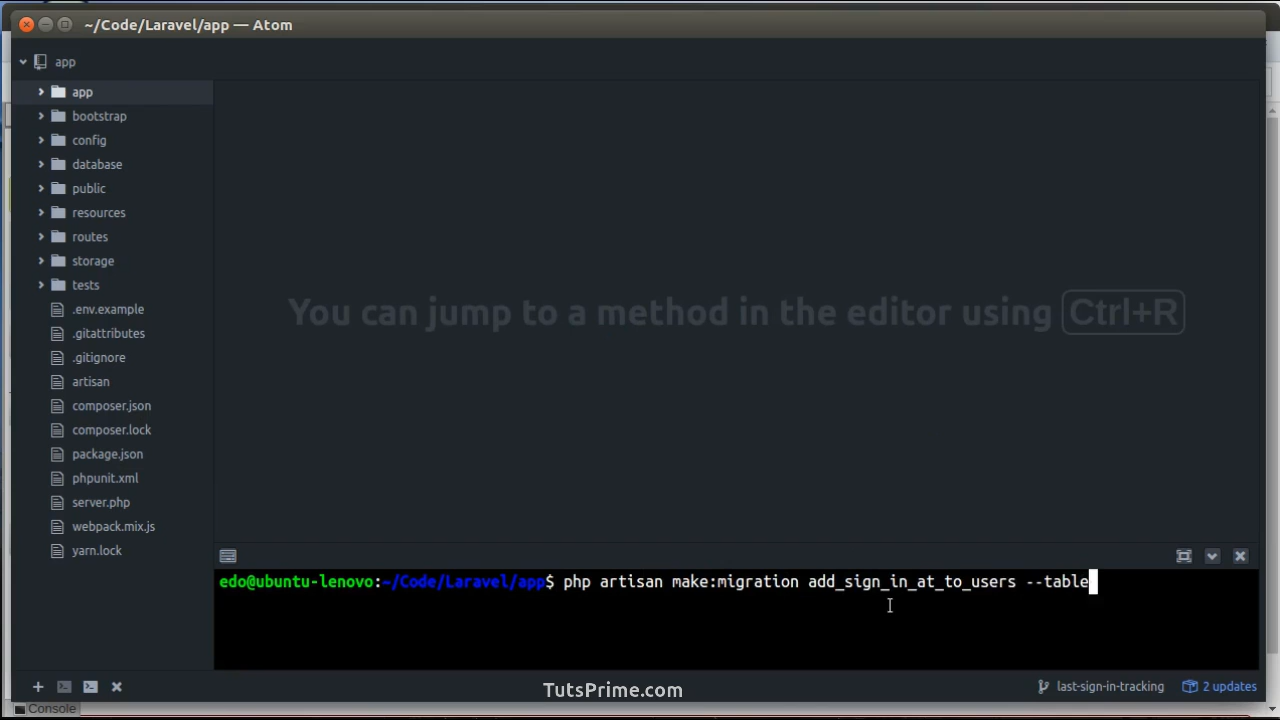 ~/Code/Laravel/app — Atom
app
app
bootstrap
config
database
public
resources
routes
storage
tests
.env.example
.gitattributes
.gitignore
artisan
composer.json
composer.lock
package.json
phpunit.xml
server.php
webpack.mix.js
yarn.lock
You can jump to a method in the editor using Ctrl+R
edo@ubuntu-lenovo:~/Code/Laravel/app$ php artisan make:migration add_sign_in_at_to_users --table
TutsPrime.com
last-sign-in-tracking
2 updates
Console